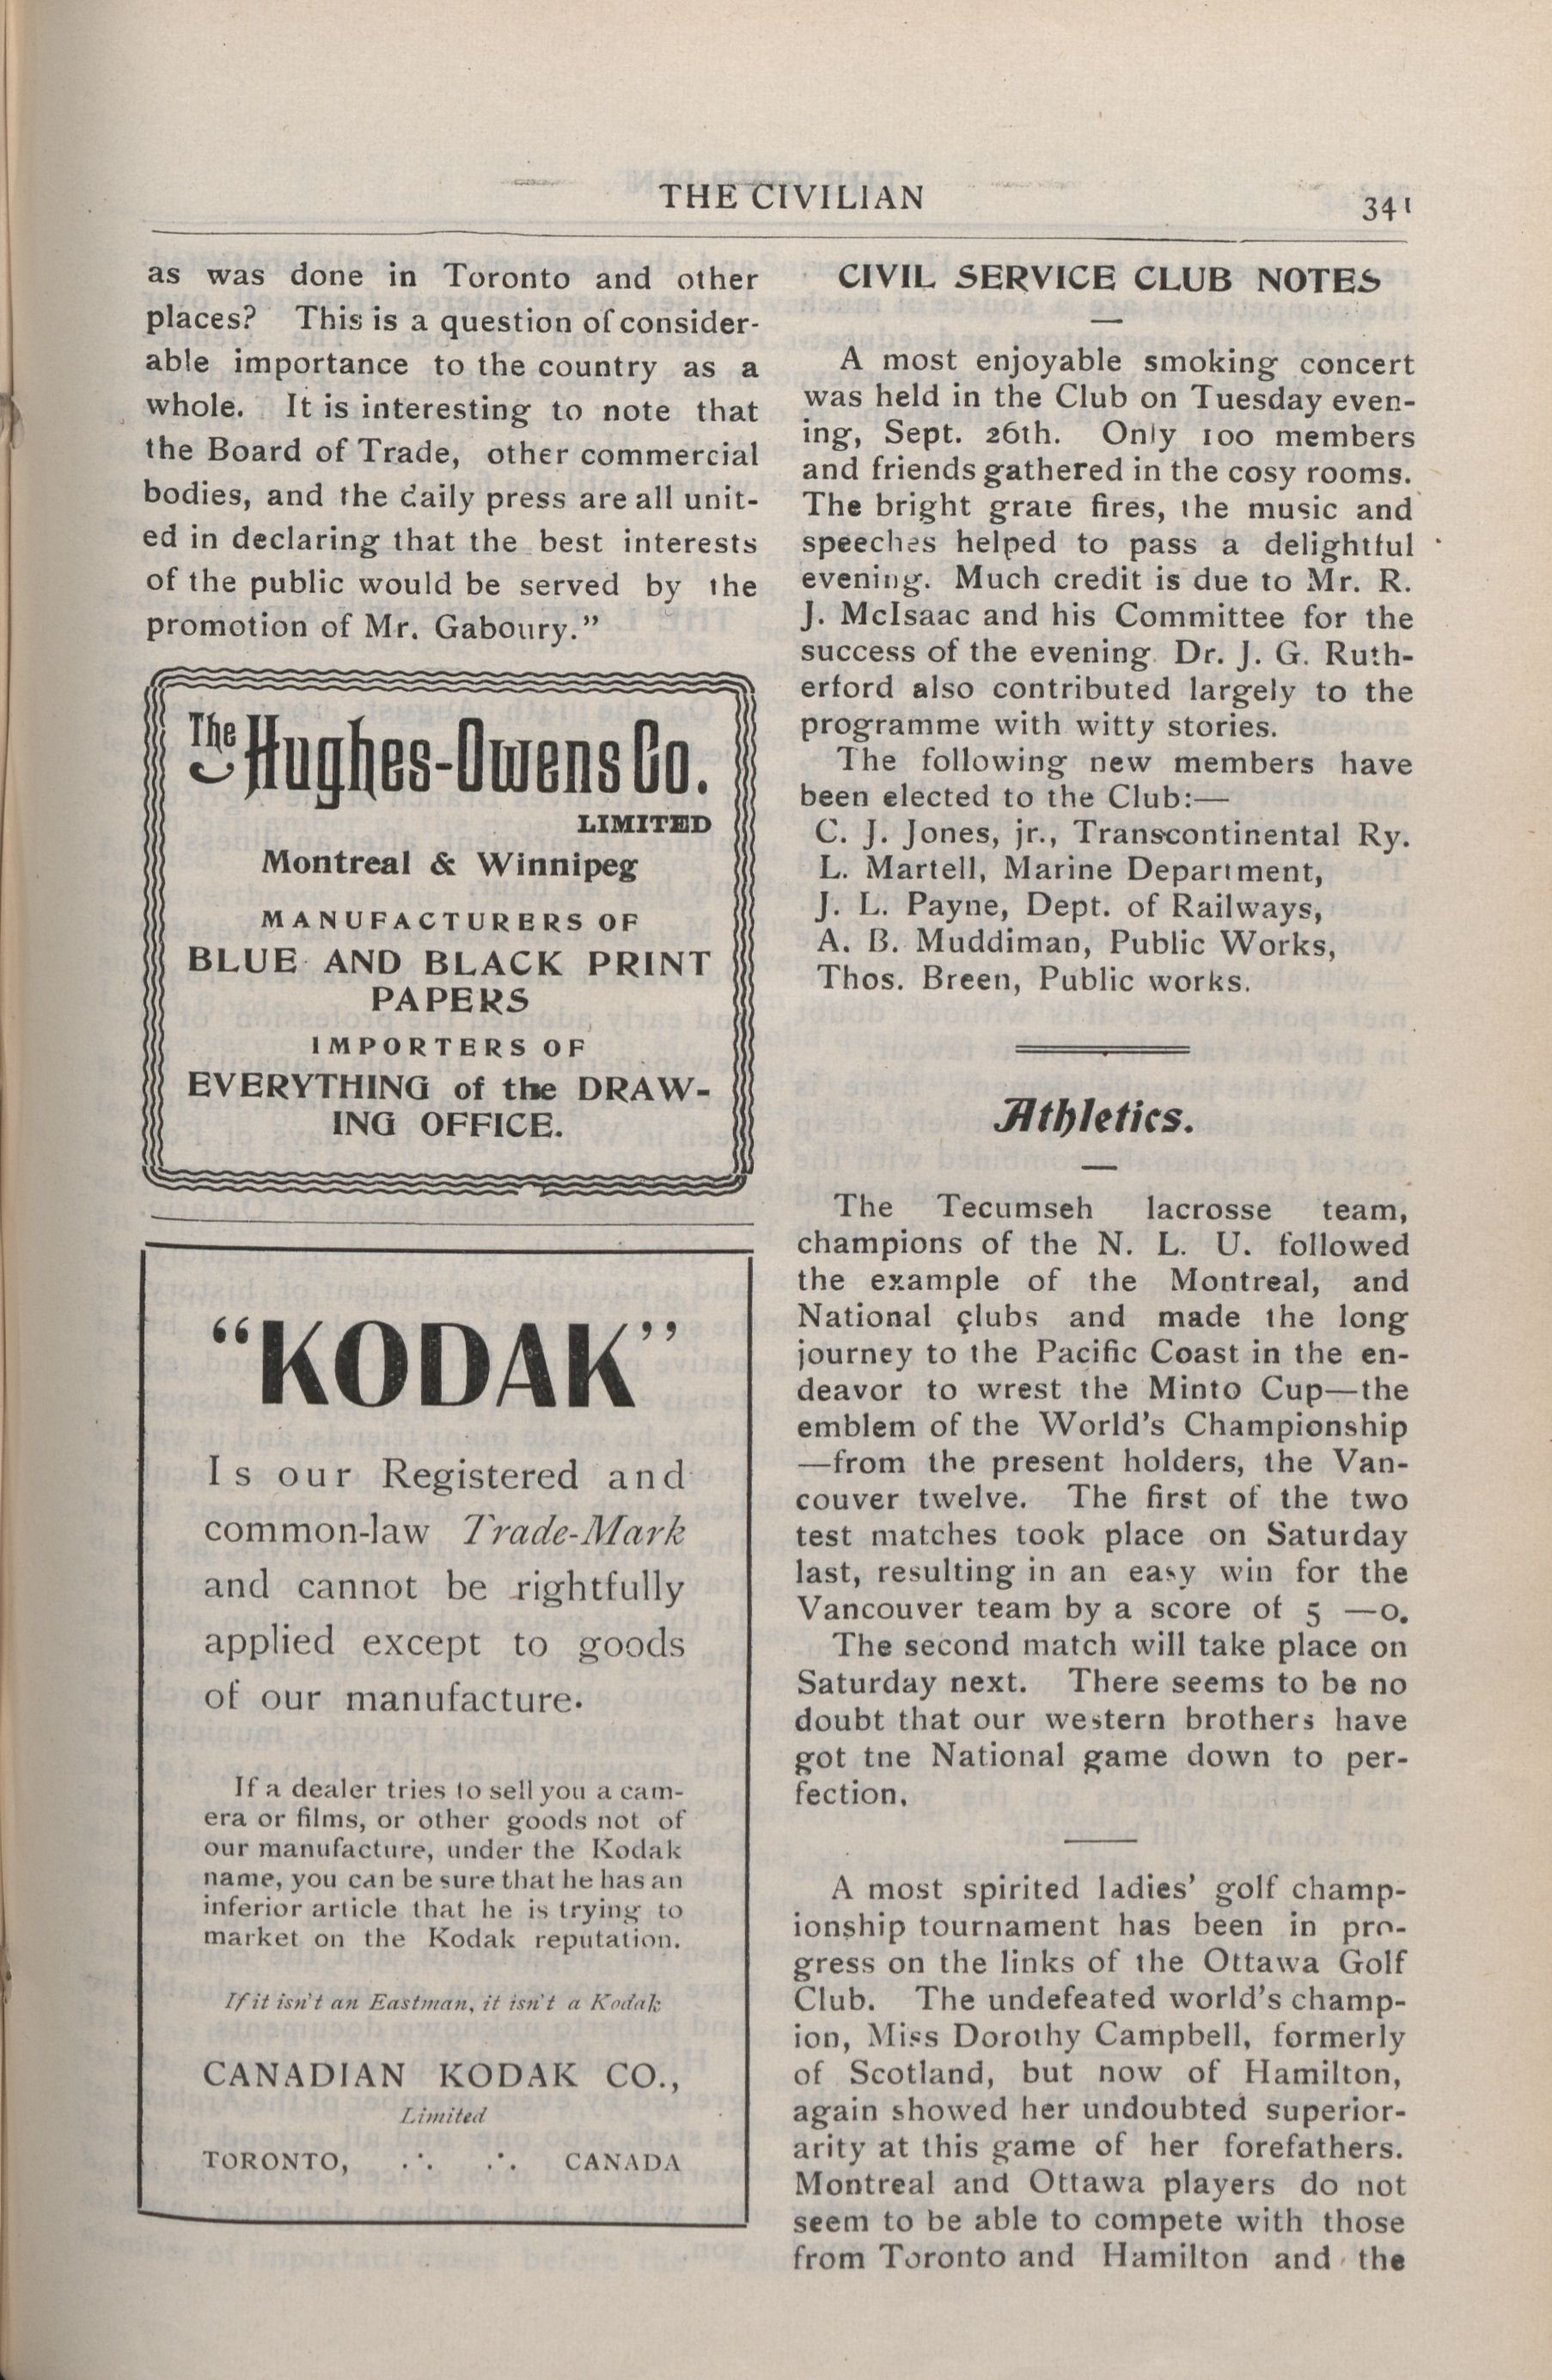 THE CIVILIAN
341
as was done in Toronto and other
places? This is a question of consider-
able importance to the country as a
whole. It is interesting to note that
the Board of Trade, other commercial
bodies, and the daily press are all unit-
ed in declaring that the best interests
of the public would be served by the
promotion of Mr. Gaboury.”
The Hughes-Owens Co.
LIMITED
Montreal & Winnipeg
MANUFACTURERS OF
BLUE AND BLACK PRINT
PAPERS
IMPORTERS OF
EVERYTHING of the DRAW-
ING OFFICE.
“KODAK”
Is our Registered and
common-law Trade-Mark
and cannot be rightfully
applied except to goods
of our manufacture.
If a dealer tries to sell you a cam-
era or films, or other goods not of
our manufacture, under the Kodak
name, you can be sure that he has an
inferior article that he is trying to
market on the Kodak reputation.
If it isn't an Eastman, it isn't a Kodak
CANADIAN KODAK CO.,
Limited
TORONTO, ∴ ∴ CANADA
CIVIL SERVICE CLUB NOTES
A most enjoyable smoking concert
was held in the Club on Tuesday even-
ing, Sept. 26th. Only 100 members
and friends gathered in the cosy rooms.
The bright grate fires, the music and
speeches helped to pass a delightful
evening. Much credit is due to Mr. R.
J. McIsaac and his Committee for the
success of the evening. Dr. J. G. Ruth-
erford also contributed largely to the
programme with witty stories.
The following new members have
been elected to the Club:—
C. J. Jones, jr., Transcontinental Ry.
L. Martell, Marine Department,
J. L. Payne, Dept. of Railways,
A. B. Muddiman, Public Works,
Thos. Breen, Public works.
Athletics.
The Tecumseh lacrosse team,
champions of the N. L. U. followed
the example of the Montreal, and
National clubs and made the long
journey to the Pacific Coast in the en-
deavor to wrest the Minto Cup—the
emblem of the World's Championship
—from the present holders, the Van-
couver twelve. The first of the two
test matches took place on Saturday
last, resulting in an easy win for the
Vancouver team by a score of 5 —0.
The second match will take place on
Saturday next. There seems to be no
doubt that our western brothers have
got tne National game down to per-
fection.
A most spirited ladies’ golf champ-
ionship tournament has been in pro-
gress on the links of the Ottawa Golf
Club. The undefeated world's champ-
ion, Miss Dorothy Campbell, formerly
of Scotland, but now of Hamilton,
again showed her undoubted superior-
arity at this game of her forefathers.
Montreal and Ottawa players do not
seem to be able to compete with those
from Toronto and Hamilton and the